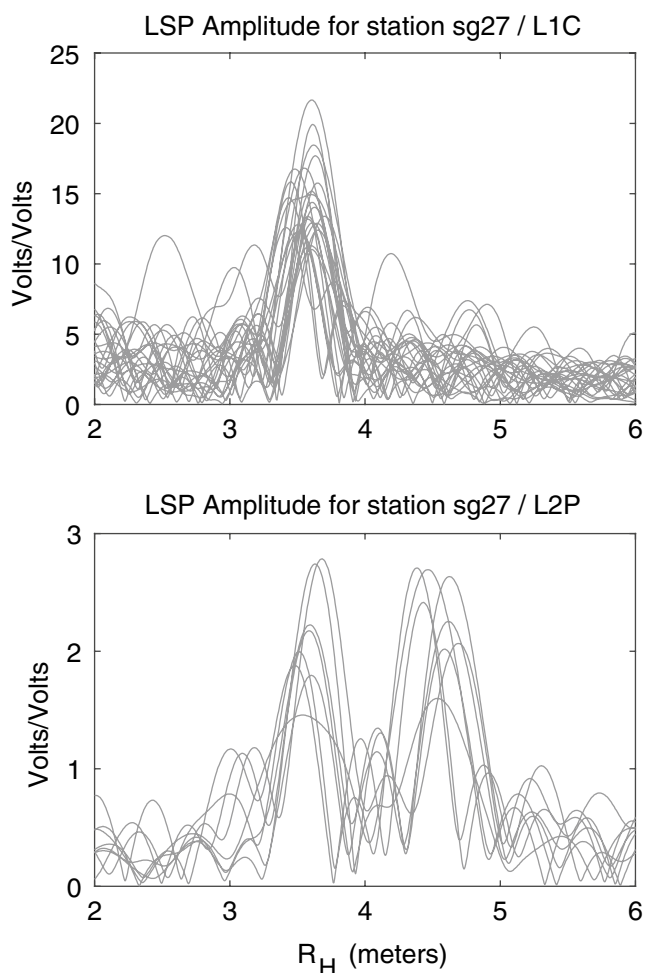 LSP Amplitude for station sg27 / L1C
25
20
15
10
5
0
Volts/Volts
2 3 4 5 6
LSP Amplitude for station sg27 / L2P
3
2
1
0
Volts/Volts
2 3 4 5 6
R_H (meters)